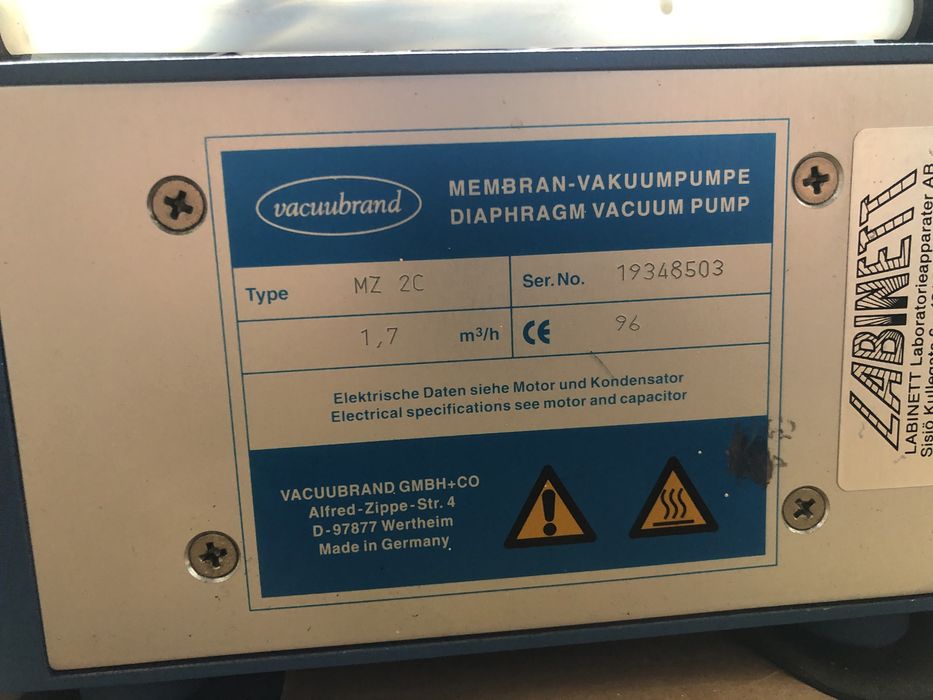 vacuubrand
MEMBRAN-VAKUUMPUMPE
DIAPHRAGM VACUUM PUMP
Type MZ 2C
Ser. No. 19348503
1,7 m³/h
CE 96
Elektrische Daten siehe Motor und Kondensator
Electrical specifications see motor and capacitor
VACUUBRAND GMBH+CO
Alfred-Zippe-Str. 4
D-97877 Wertheim
Made in Germany
LABINETT
LABINETT Laboratorieapparater AB
Sisjö Kullegata